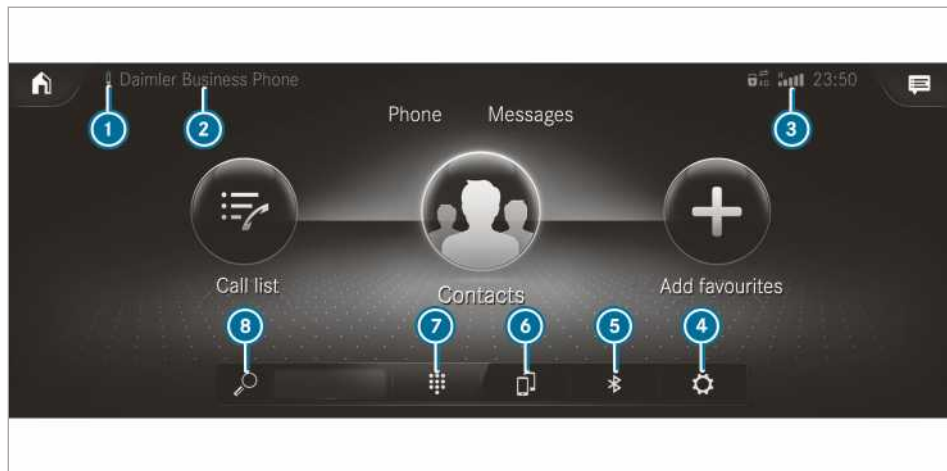 Daimler Business Phone 4G 23:50
1 2 3
Phone Messages
Call list Contacts Add favourites
8 7 6 5 4